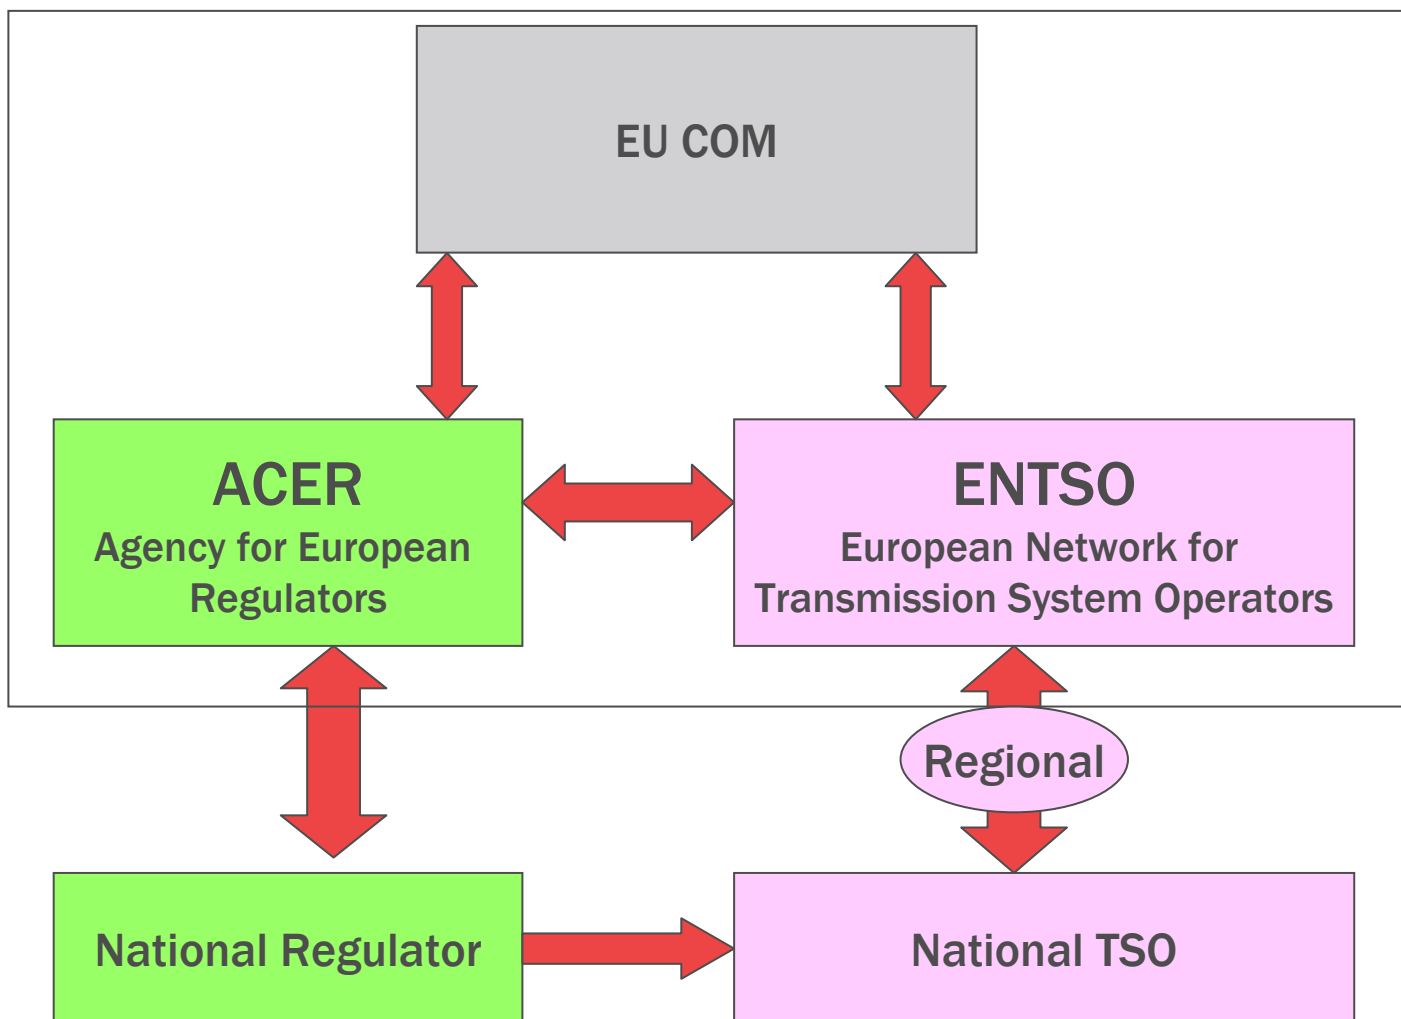 EU COM
ACER
Agency for European
Regulators
ENTSO
European Network for
Transmission System Operators
Regional
National Regulator
National TSO